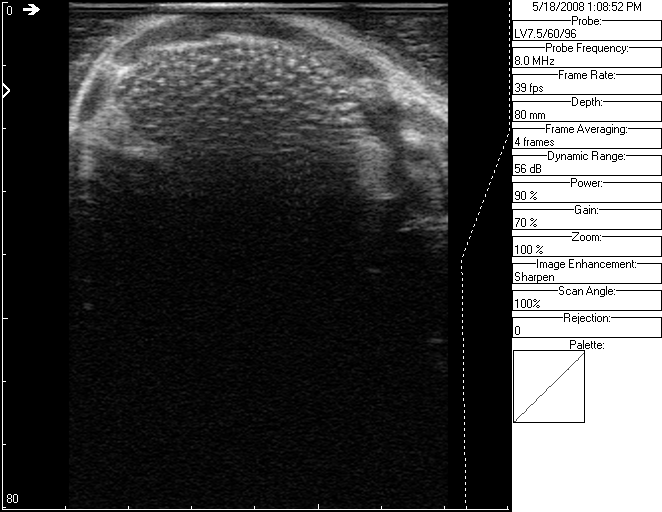 0
80
5/18/2008 1:08:52 PM
Probe:
LV7.5/60/96
Probe Frequency:
8.0 MHz
Frame Rate:
39 fps
Depth:
80 mm
Frame Averaging:
4 frames
Dynamic Range:
56 dB
Power:
90 %
Gain:
70 %
Zoom:
100 %
Image Enhancement:
Sharpen
Scan Angle:
100%
Rejection:
0
Palette: